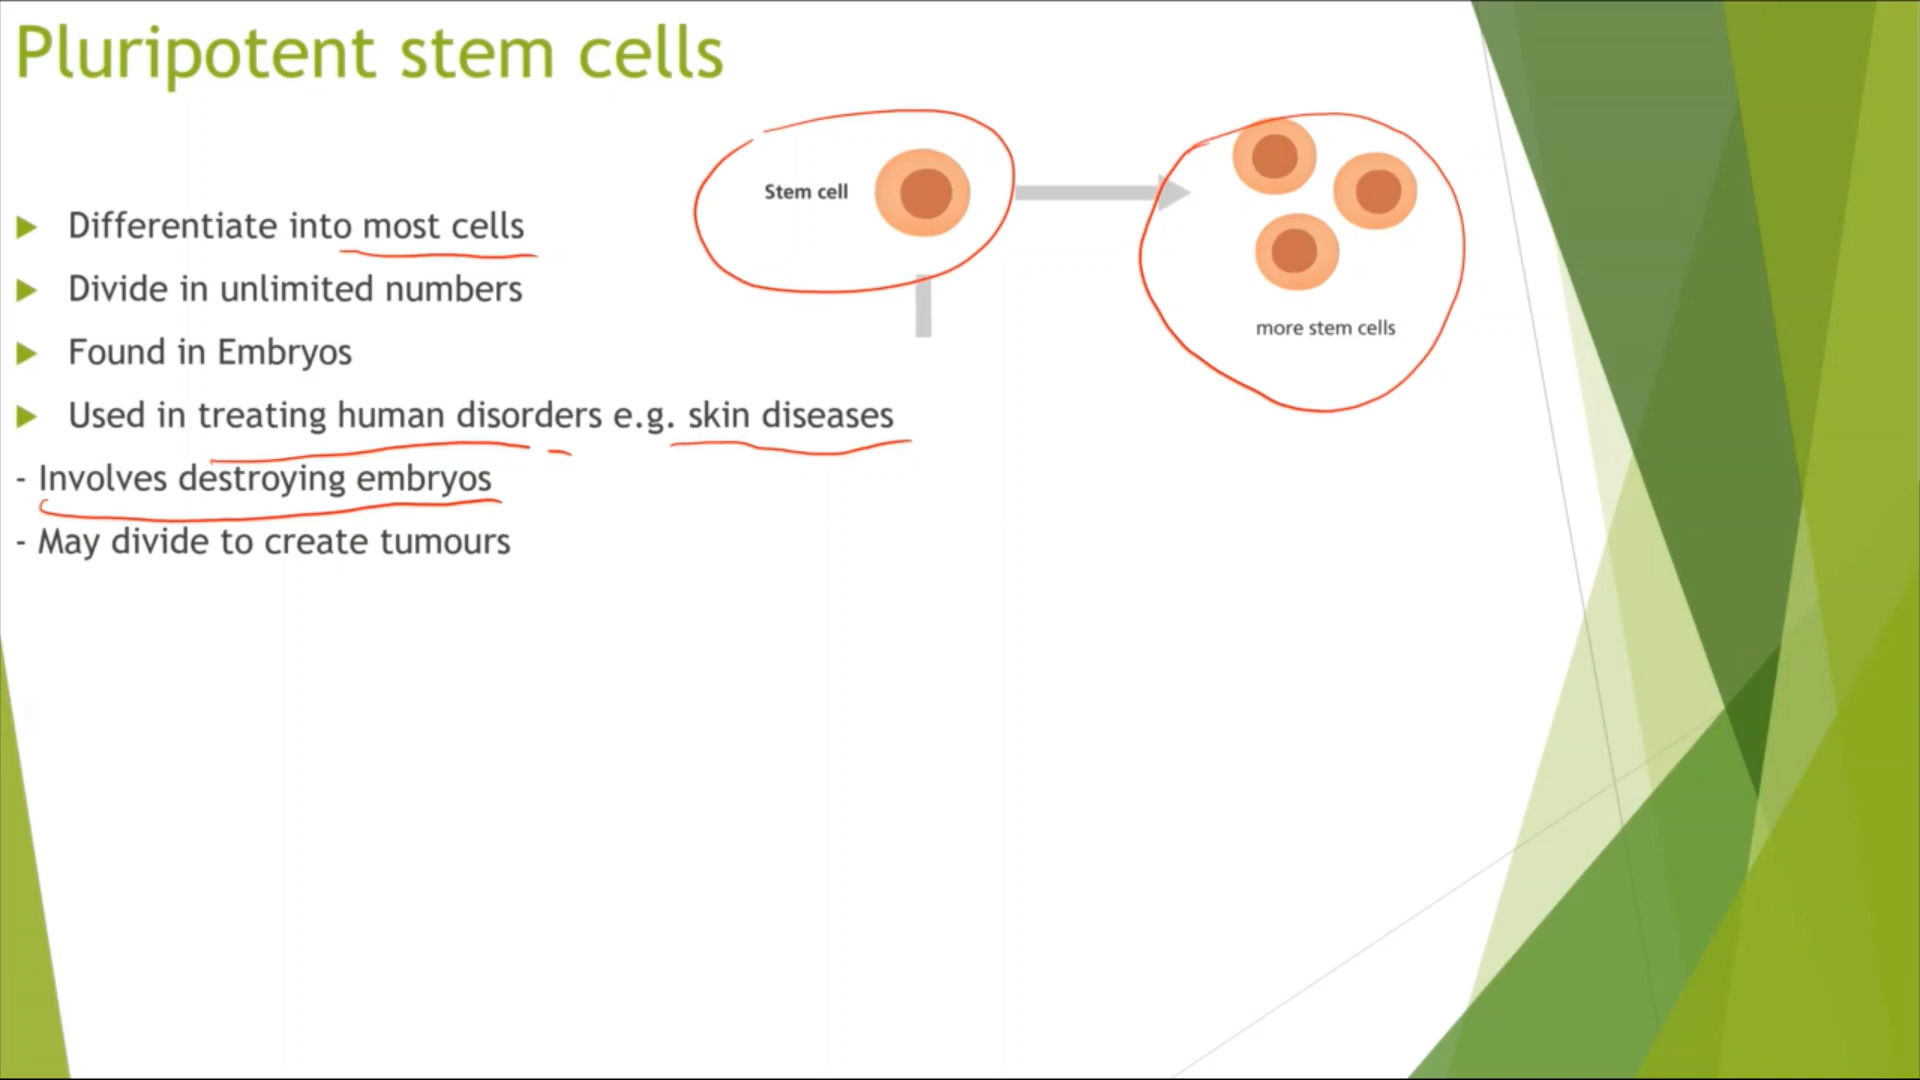 Pluripotent stem cells
Differentiate into most cells
Divide in unlimited numbers
Found in Embryos
Used in treating human disorders e.g. skin diseases
- Involves destroying embryos
- May divide to create tumours
Stem cell
more stem cells